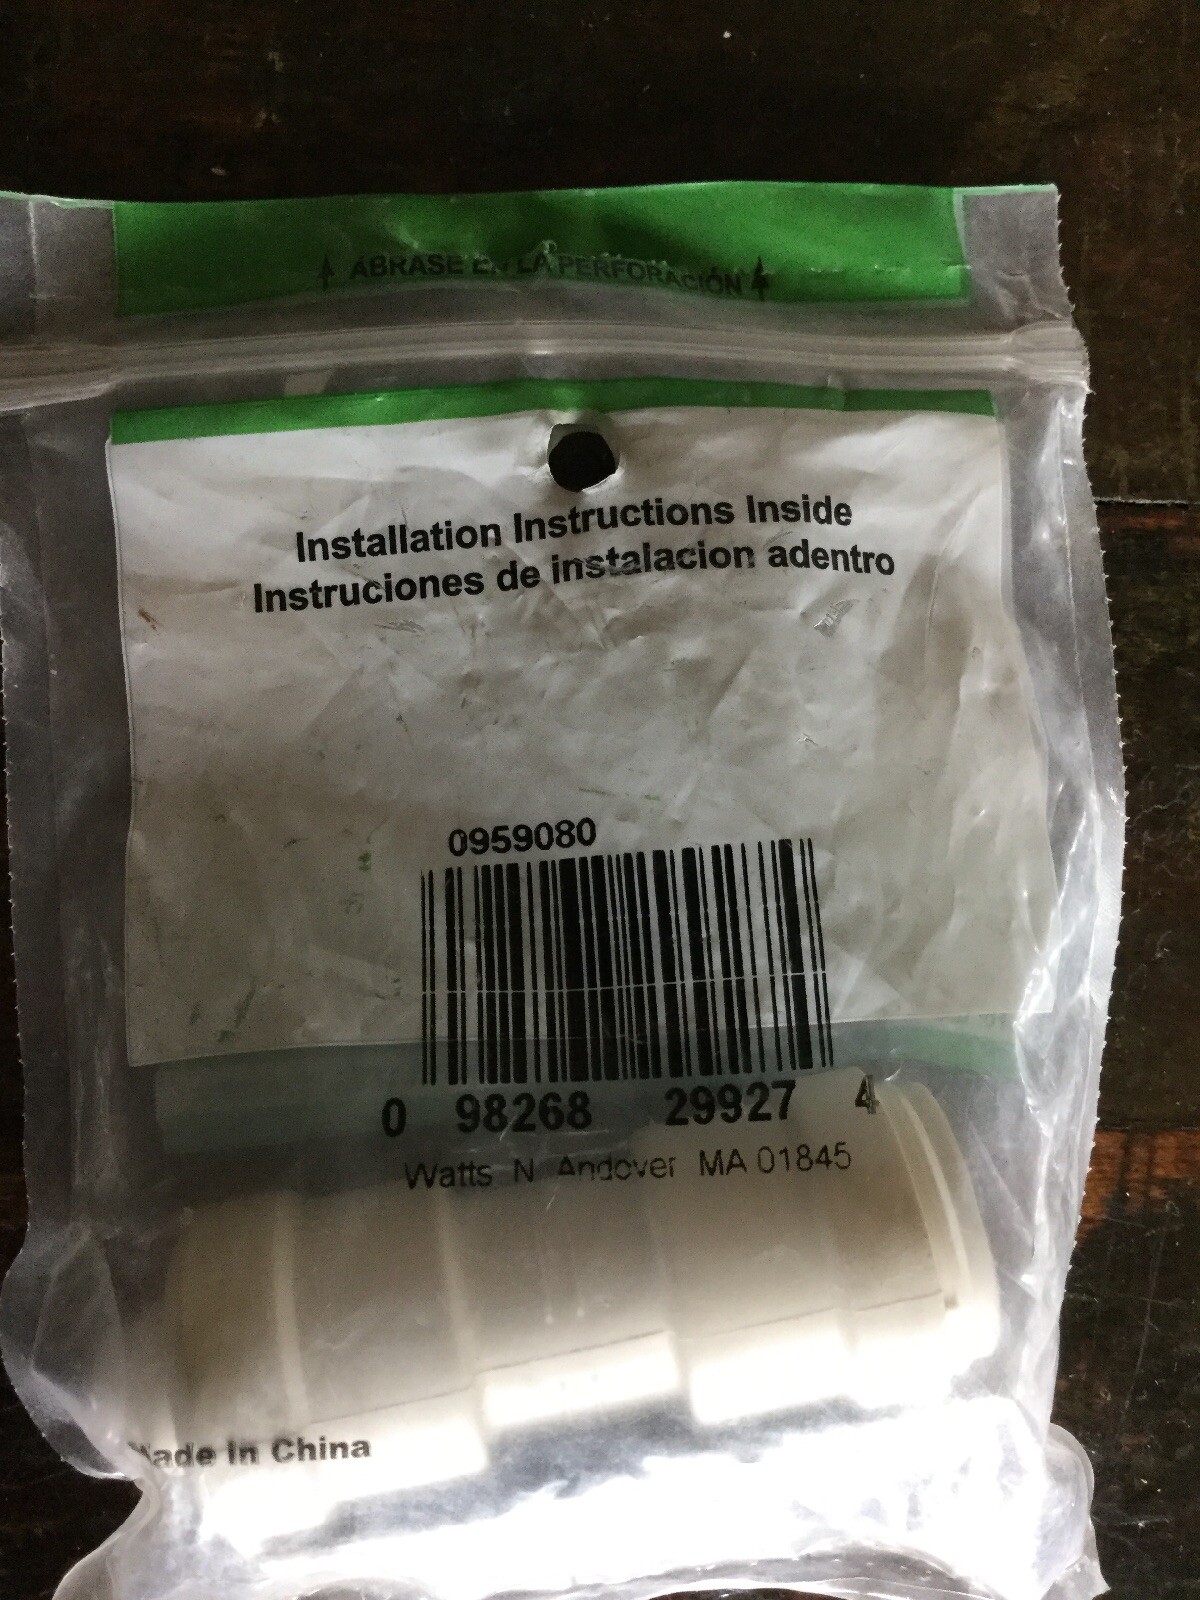 ÁBRASE EN LA PERFORACIÓN
Installation Instructions Inside
Instruciones de instalacion adentro
0959080
0 98268 29927 4
Watts N Andover MA 01845
Made in China